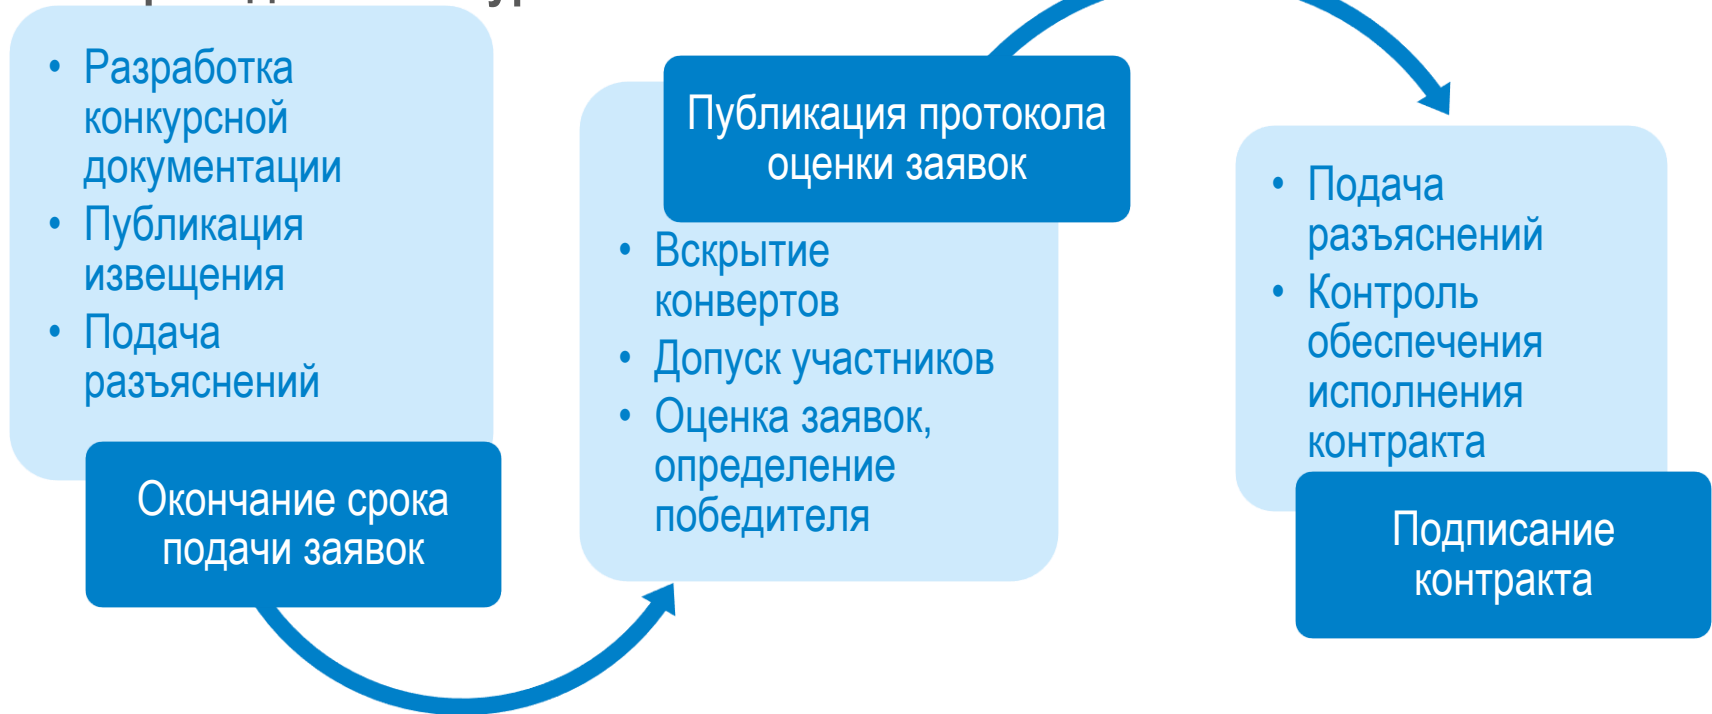 • Разработка
конкурсной
документации
• Публикация
извещения
• Подача
разъяснений
Окончание срока
подачи заявок
Публикация протокола
оценки заявок
• Вскрытие
конвертов
• Допуск участников
• Оценка заявок,
определение
победителя
• Подача
разъяснений
• Контроль
обеспечения
исполнения
контракта
Подписание
контракта